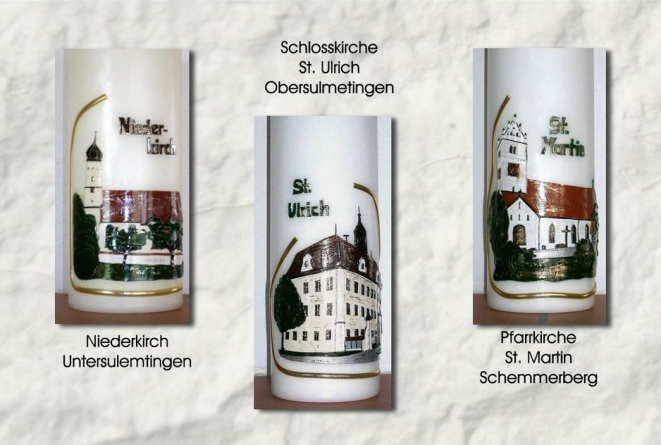 Schlosskirche
St. Ulrich
Obersulmetingen
Nieder-
kirch
St.
Ulrich
St.
Martin
Niederkirch
Untersulemtingen
Pfarrkirche
St. Martin
Schemmerberg